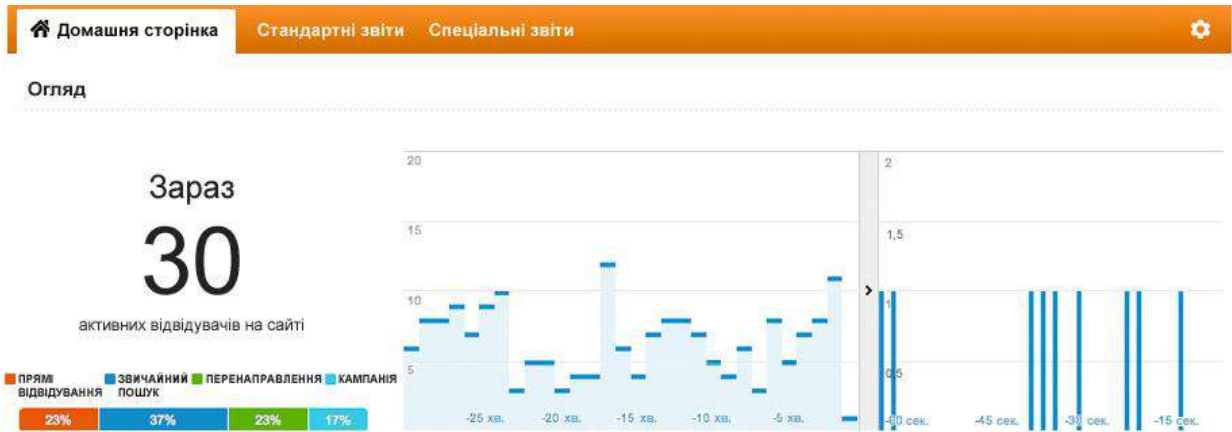 Домашня сторінка Стандартні звіти Спеціальні звіти
Огляд
Зараз
30
активних відвідувачів на сайті
ПРЯМІ ВІДВІДУВАННЯ ЗВИЧАЙНИЙ ПОШУК ПЕРЕНАПРАВЛЕННЯ КАМПАНІЯ
23% 37% 23% 17%
20
15
10
5
-25 хв. -20 хв. -15 хв. -10 хв. -5 хв.
2
1,5
1
0,5
-60 сек. -45 сек. -30 сек. -15 сек.